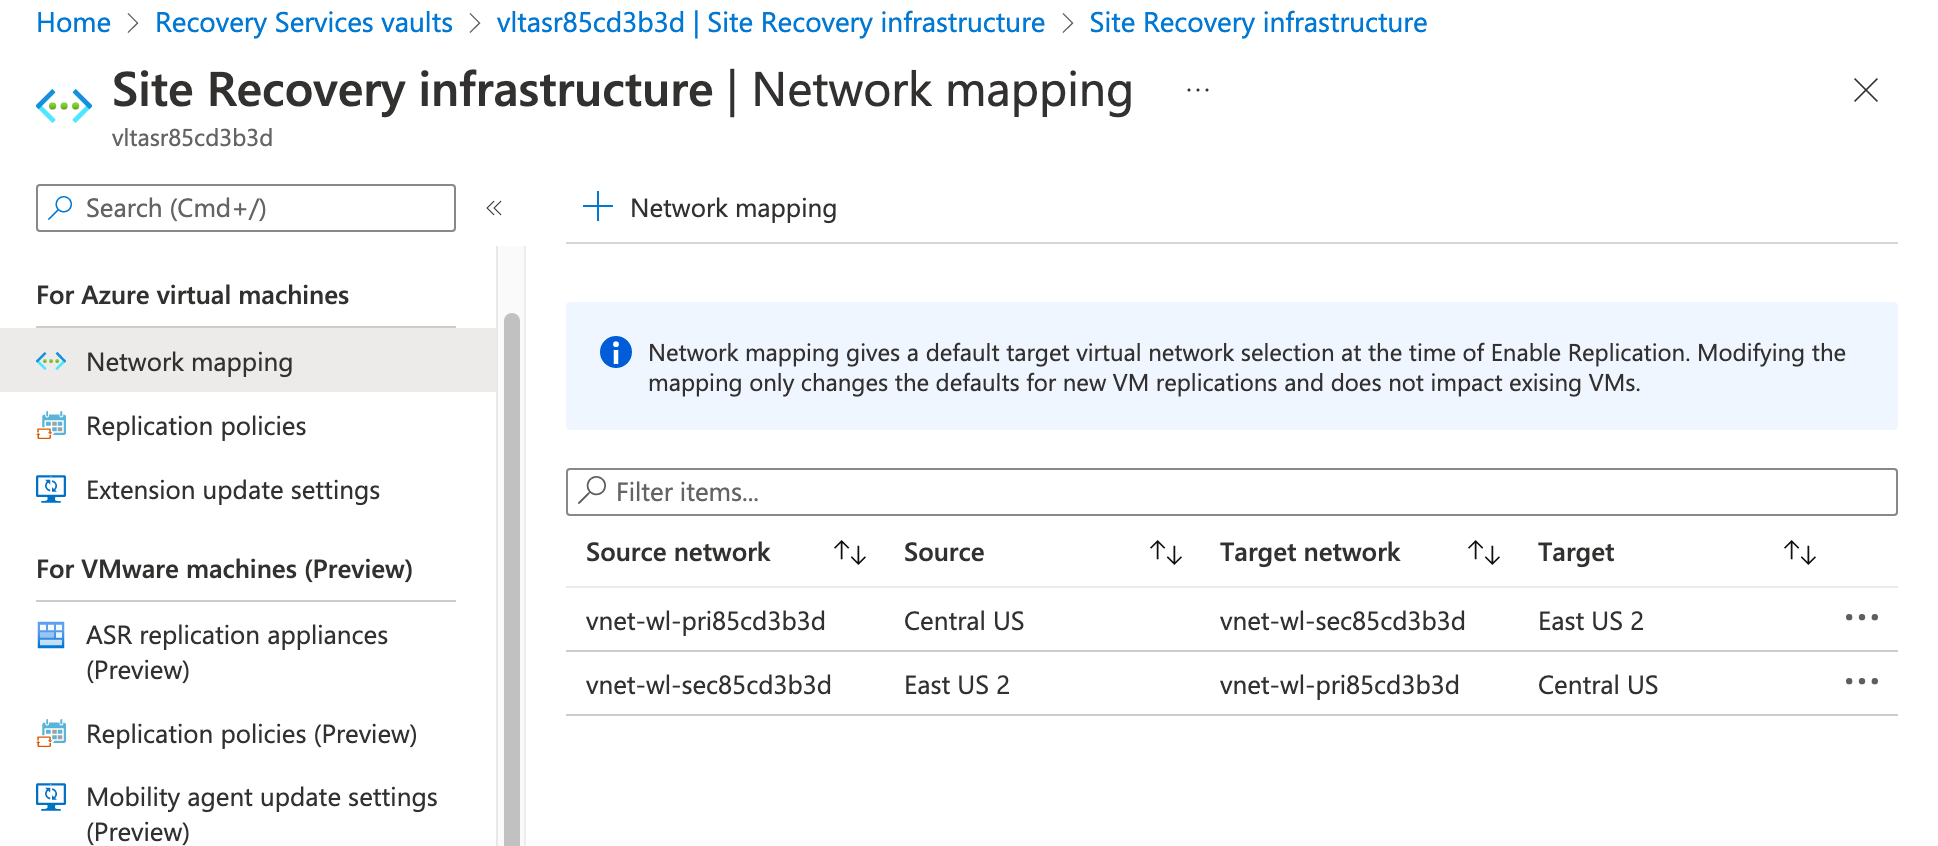 Home > Recovery Services vaults > vltasr85cd3b3d | Site Recovery infrastructure > Site Recovery infrastructure
Site Recovery infrastructure | Network mapping ...
vltasr85cd3b3d
Search (Cmd+/) «
+ Network mapping
For Azure virtual machines
Network mapping
Replication policies
Extension update settings
For VMware machines (Preview)
ASR replication appliances
(Preview)
Replication policies (Preview)
Mobility agent update settings
(Preview)
Network mapping gives a default target virtual network selection at the time of Enable Replication. Modifying the
mapping only changes the defaults for new VM replications and does not impact exising VMs.
Filter items...
Source network ↑↓ Source ↑↓ Target network ↑↓ Target ↑↓
vnet-wl-pri85cd3b3d Central US vnet-wl-sec85cd3b3d East US 2 ...
vnet-wl-sec85cd3b3d East US 2 vnet-wl-pri85cd3b3d Central US ...